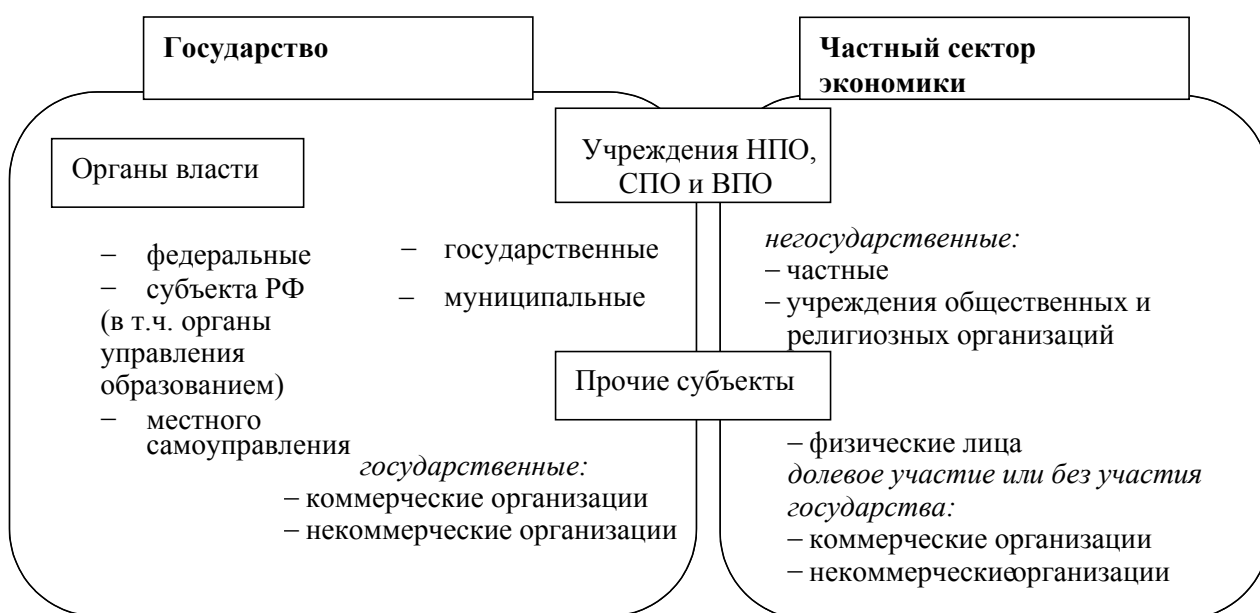 Государство
Частный сектор
экономики
Органы власти
Учреждения НПО,
СПО и ВПО
− федеральные
− субъекта РФ
(в т.ч. органы
управления
образованием)
− местного
самоуправления
− государственные
− муниципальные
негосударственные:
− частные
− учреждения общественных и
религиозных организаций
Прочие субъекты
государственные:
− коммерческие организации
− некоммерческие организации
− физические лица
долевое участие или без участия
государства:
− коммерческие организации
− некоммерческие организации